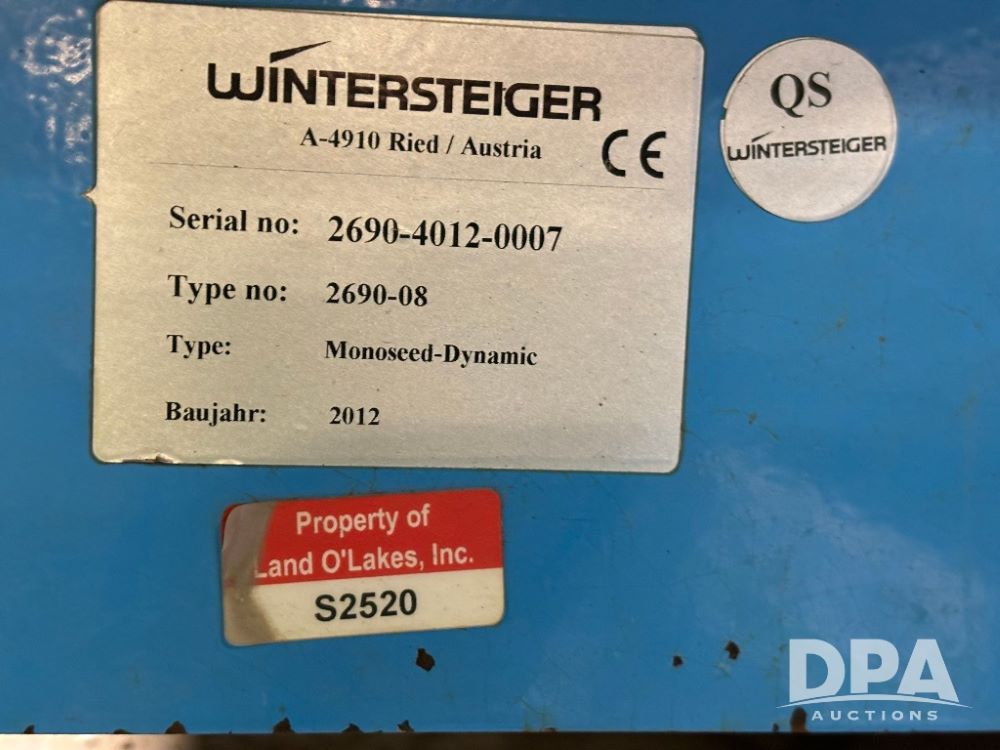 WINTERSTEIGER
A-4910 Ried / Austria
CE
Serial no: 2690-4012-0007
Type no: 2690-08
Type: Monoseed-Dynamic
Baujahr: 2012
QS
WINTERSTEIGER
Property of
Land O'Lakes, Inc.
S2520
DPA
AUCTIONS